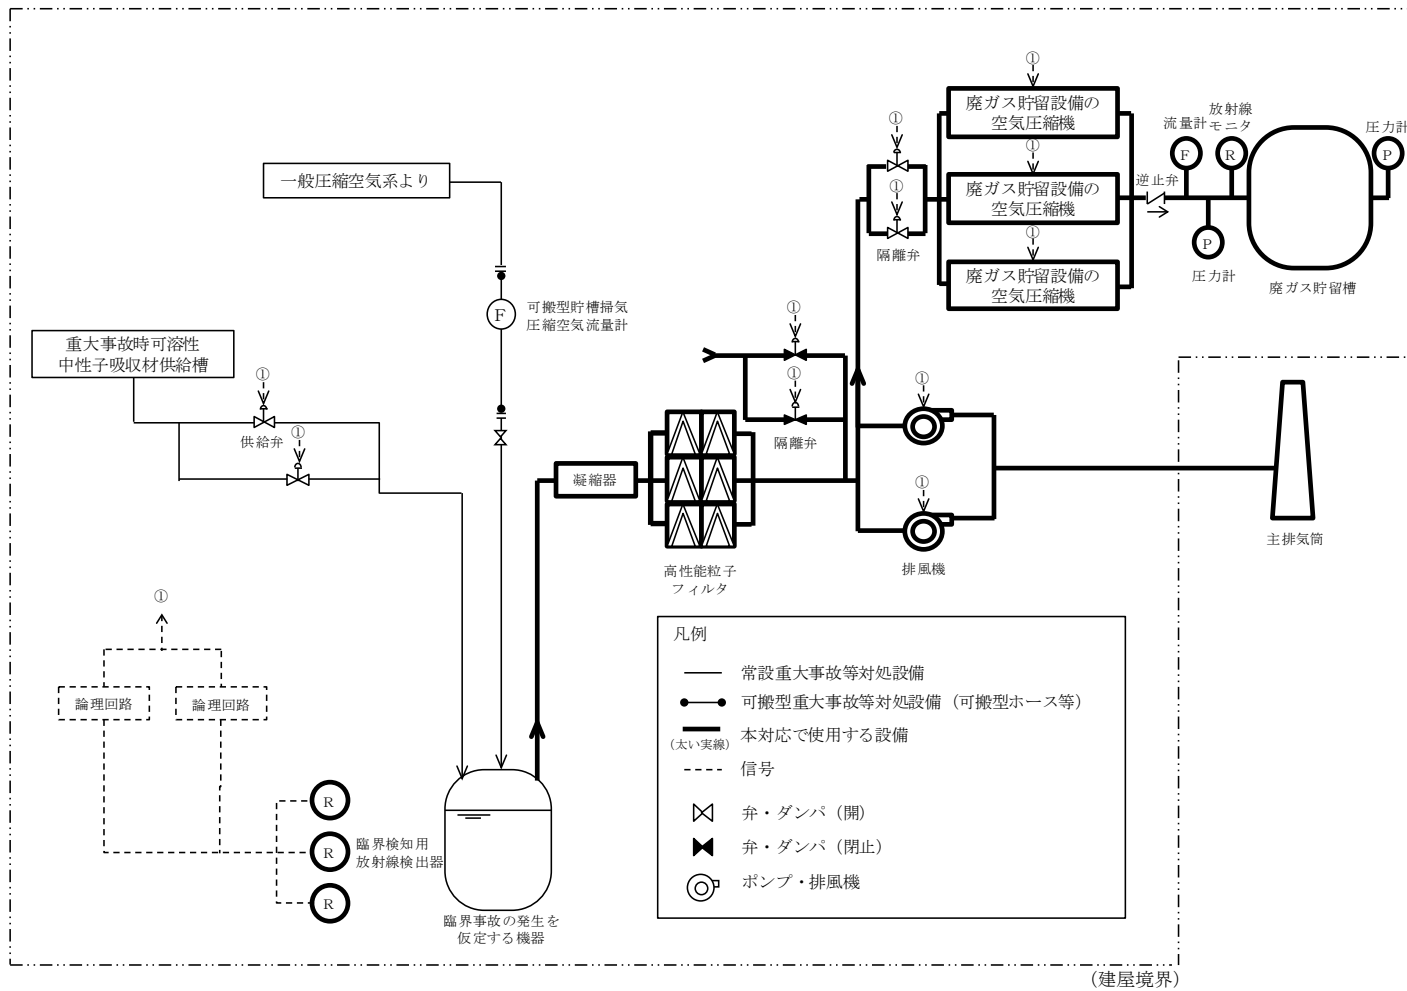 ①
廃ガス貯留設備の
空気圧縮機
①
放射線
モニタ
流量計
圧力計
F
R
P
①
廃ガス貯留設備の
空気圧縮機
一般圧縮空気系より
①
逆止弁
P
圧力計
隔離弁
①
廃ガス貯留設備の
空気圧縮機
廃ガス貯留槽
F
可搬型貯槽掃気
圧縮空気流量計
①
重大事故時可溶性
中性子吸収材供給槽
①
①
①
供給弁
①
隔離弁
凝縮器
①
主排気筒
排風機
高性能粒子
フィルタ
①
論理回路
論理回路
R
R
R
臨界検知用
放射線検出器
臨界事故の発生を
仮定する機器
凡例
常設重大事故等対処設備
可搬型重大事故等対処設備（可搬型ホース等）
本対応で使用する設備
（太い実線）
信号
弁・ダンパ（開）
弁・ダンパ（閉止）
ポンプ・排風機
（建屋境界）